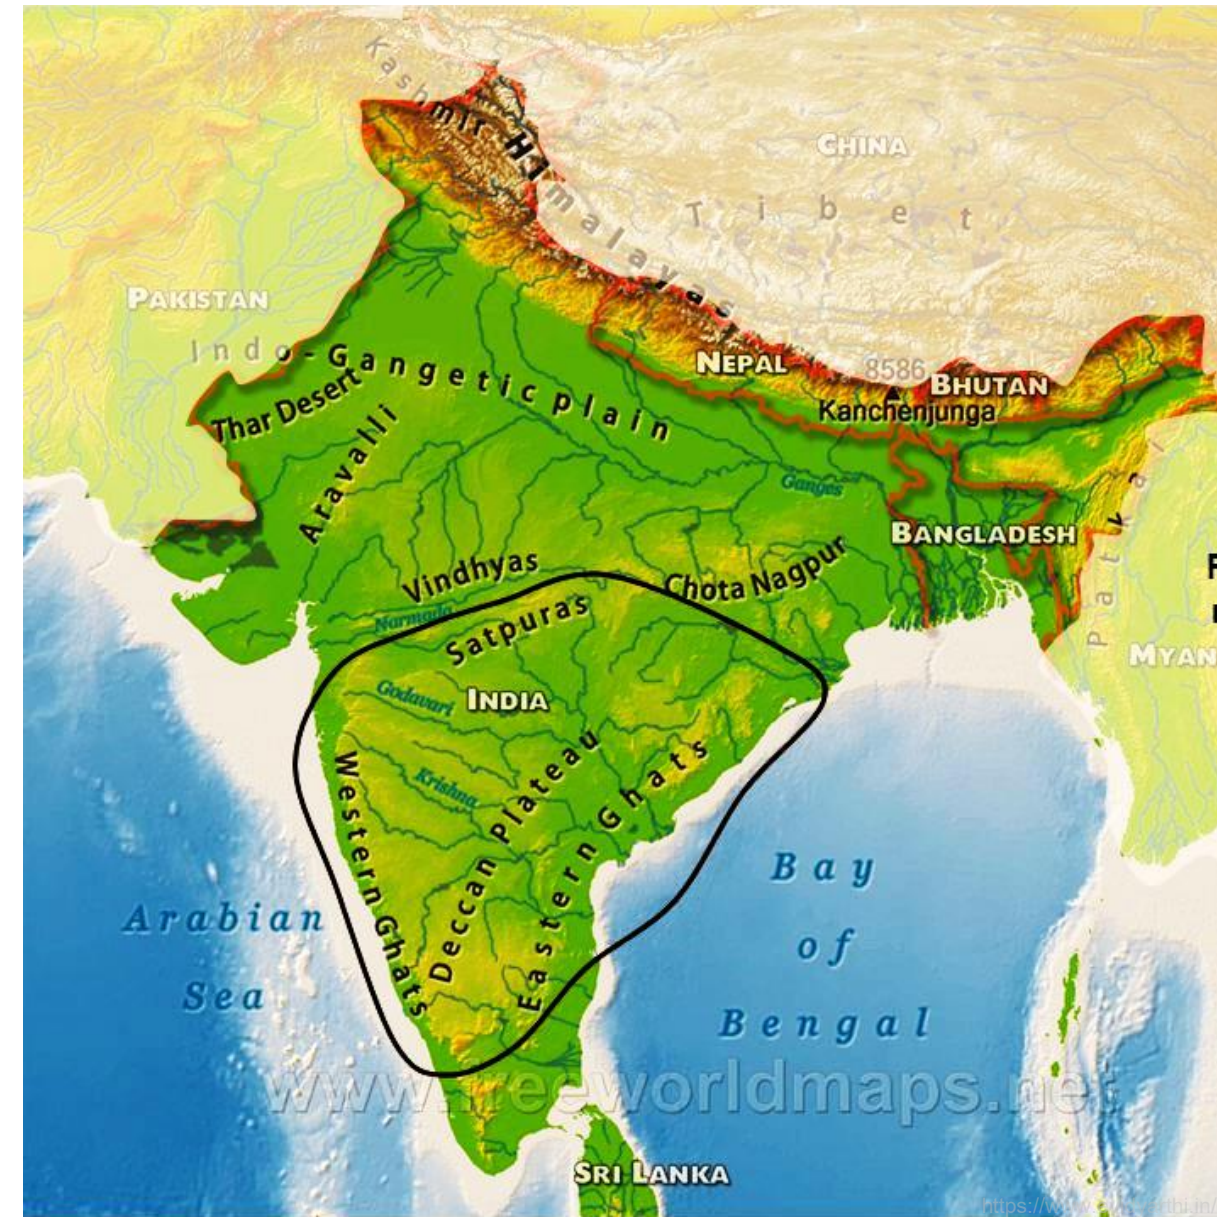 Kashmir Himalayas
CHINA
Tibet
PAKISTAN
Indo-Gangetic plain
NEPAL
8586
BHUTAN
Kanchenjunga
Thar Desert
Aravalli
Ganges
BANGLADESH
Patkai
Vindhyas
Chota Nagpur
Narmada
Satpuras
MYAN
Godavari
INDIA
Krishna
Western Ghats
Deccan Plateau
Eastern Ghats
Arabian
Sea
Bay
of
Bengal
www.freeworldmaps.net
SRI LANKA